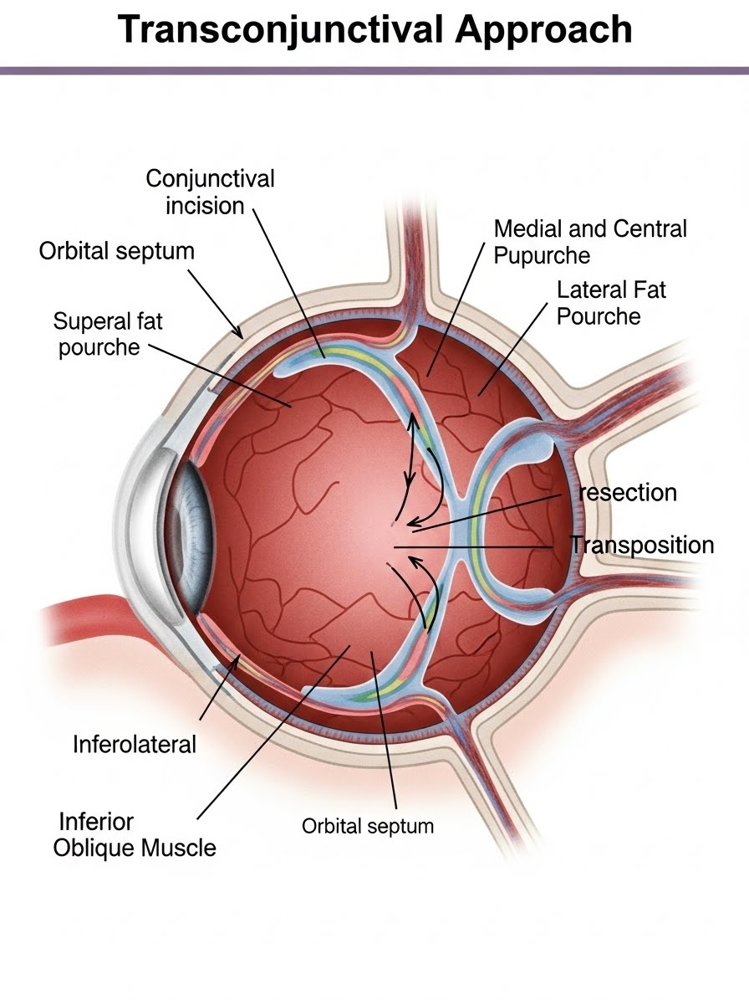 Transconjunctival Approach
Conjunctival
incision
Orbital septum
Superal fat
pourche
Medial and Central
Pupurche
Lateral Fat
Pourche
resection
Transposition
Inferolateral
Inferior
Oblique Muscle
Orbital septum